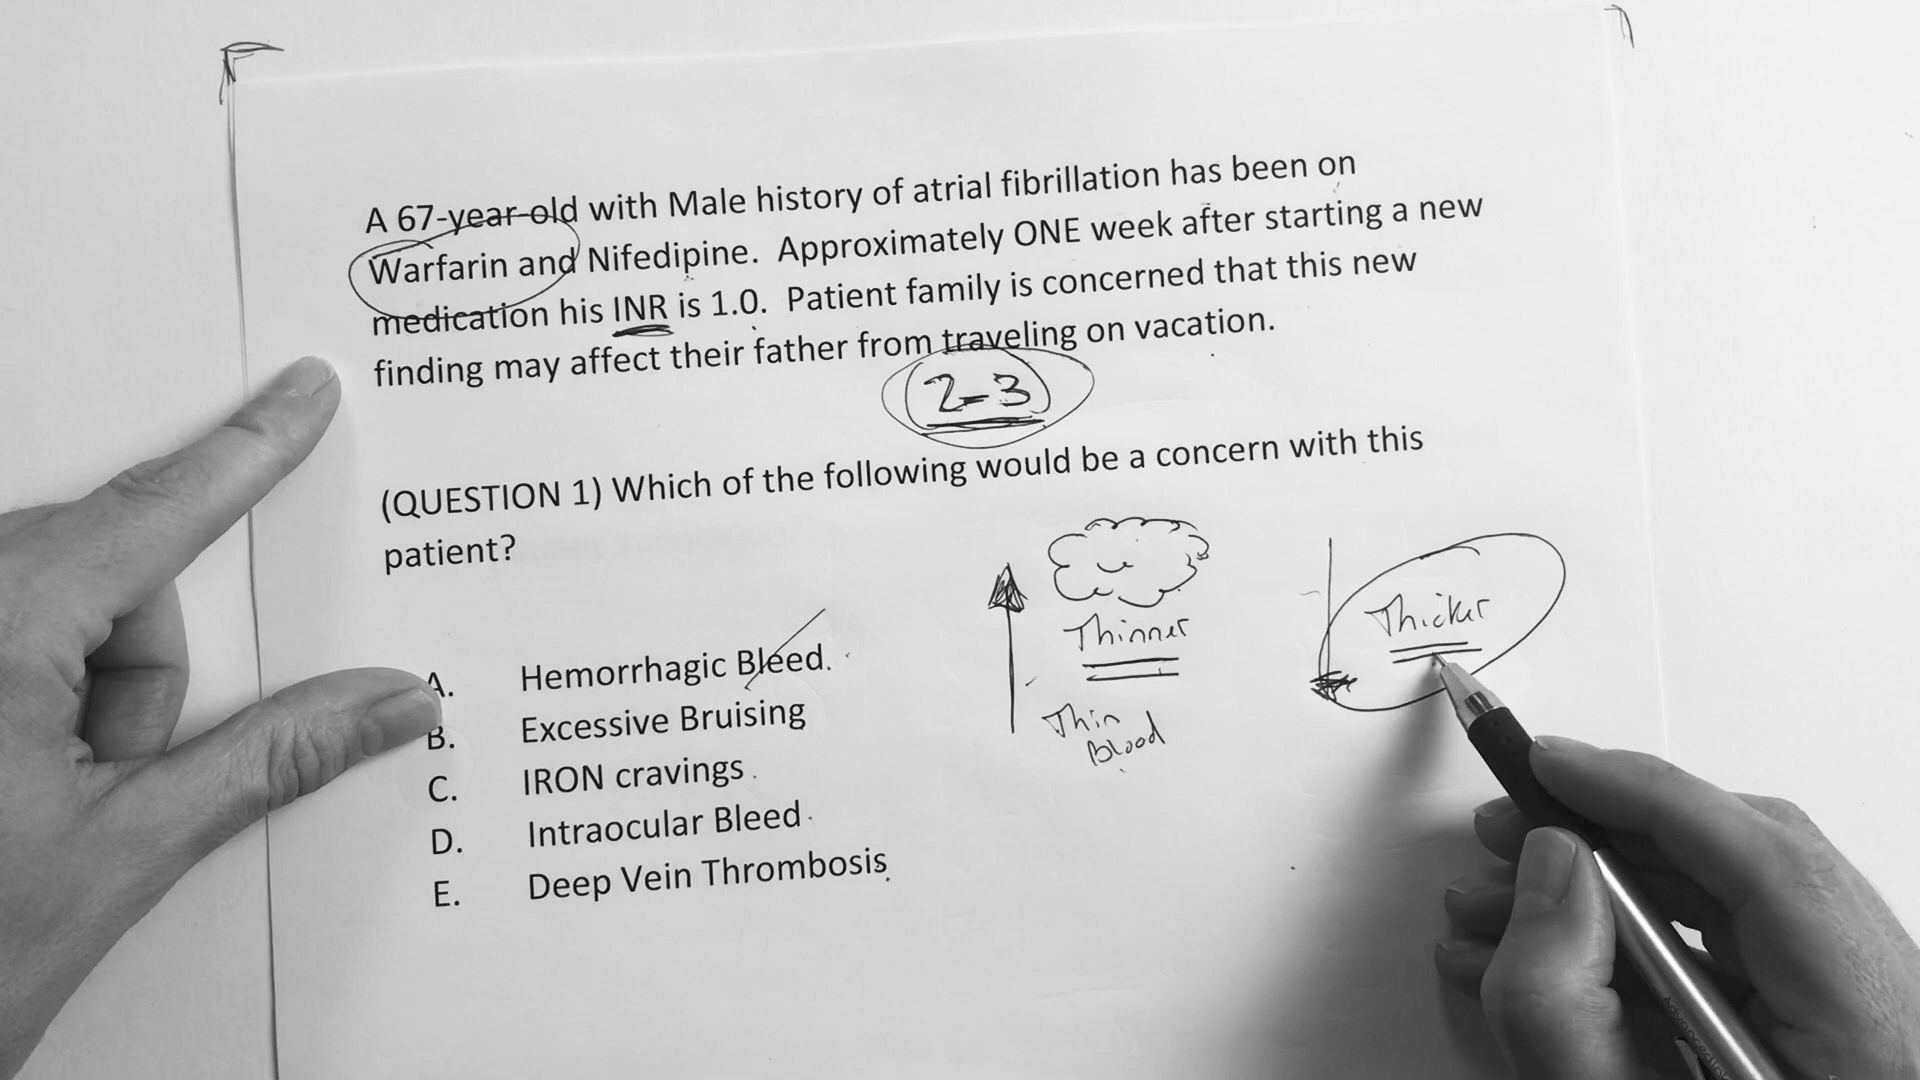 A 67-year-old with Male history of atrial fibrillation has been on
Warfarin and Nifedipine. Approximately ONE week after starting a new
medication his INR is 1.0. Patient family is concerned that this new
finding may affect their father from traveling on vacation.
2-3
(QUESTION 1) Which of the following would be a concern with this
patient?
A. Hemorrhagic Bleed.
B. Excessive Bruising
C. IRON cravings
D. Intraocular Bleed
E. Deep Vein Thrombosis
Thinner
Thin
Blood
Thicker